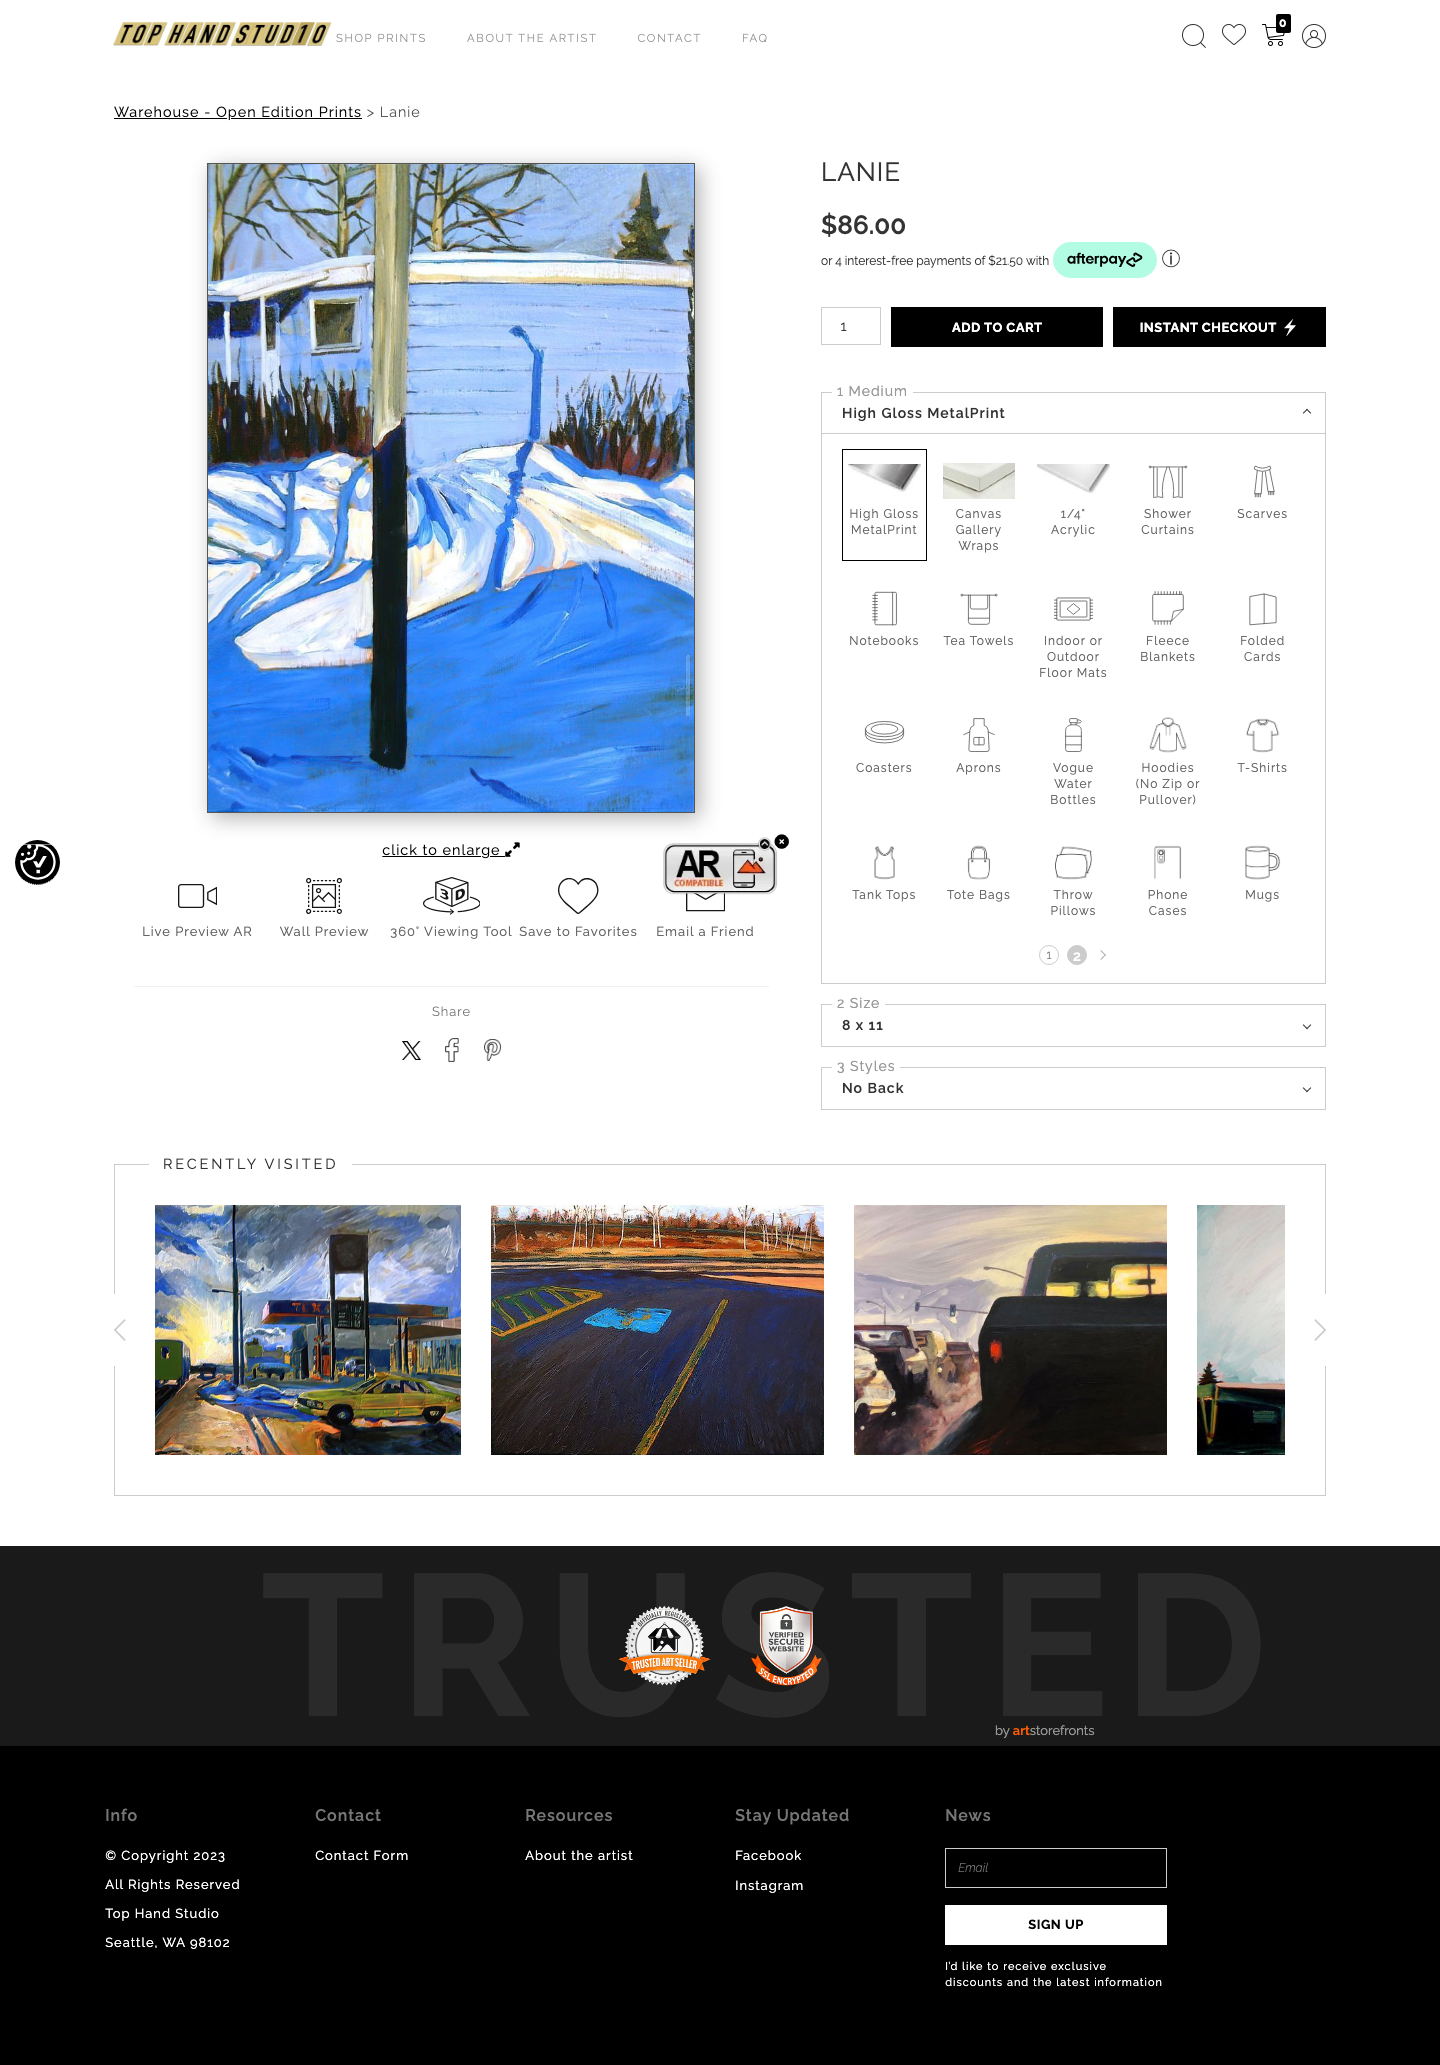 TOP HAND STUD10
SHOP PRINTS
ABOUT THE ARTIST
CONTACT
FAQ
0
Warehouse - Open Edition Prints > Lanie
LANIE
$86.00
or 4 interest-free payments of $21.50 with afterpay
1
ADD TO CART
INSTANT CHECKOUT
1 Medium
High Gloss MetalPrint
High Gloss
MetalPrint
Canvas
Gallery
Wraps
1/4"
Acrylic
Shower
Curtains
Scarves
Notebooks
Tea Towels
Indoor or
Outdoor
Floor Mats
Fleece
Blankets
Folded
Cards
Coasters
Aprons
Vogue
Water
Bottles
Hoodies
(No Zip or
Pullover)
T-Shirts
Tank Tops
Tote Bags
Throw
Pillows
Phone
Cases
Mugs
1 2
2 Size
8 x 11
3 Styles
No Back
click to enlarge
AR
COMPATIBLE
3D
Live Preview AR
Wall Preview
360° Viewing Tool
Save to Favorites
Email a Friend
Share
RECENTLY VISITED
TRUSTED
OFFICIALLY REGISTERED
TRUSTED ART SELLER
VERIFIED
SECURE
WEBSITE
SSL ENCRYPTED
by artstorefronts
Info
© Copyright 2023
All Rights Reserved
Top Hand Studio
Seattle, WA 98102
Contact
Contact Form
Resources
About the artist
Stay Updated
Facebook
Instagram
News
Email
SIGN UP
I'd like to receive exclusive
discounts and the latest information